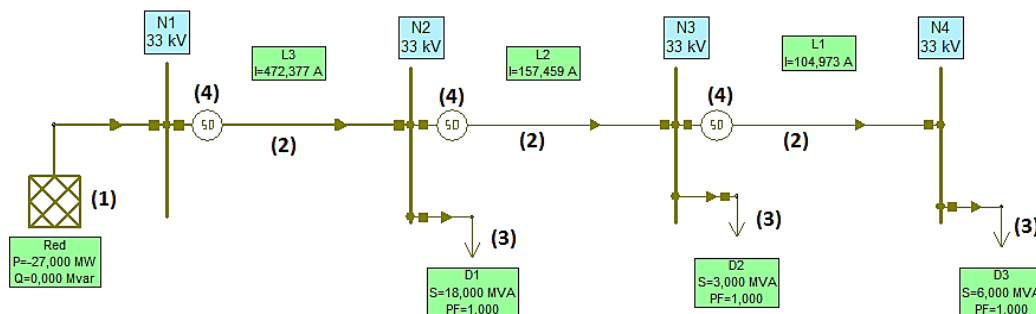 N1
33 kV
L3
I=472,377 A
N2
33 kV
L2
I=157,459 A
N3
33 kV
L1
I=104,973 A
N4
33 kV
(4)
(4)
(4)
50
50
50
(2)
(2)
(2)
(1)
(3)
(3)
(3)
Red
P=-27,000 MW
Q=0,000 Mvar
D1
S=18,000 MVA
PF=1,000
D2
S=3,000 MVA
PF=1,000
D3
S=6,000 MVA
PF=1,000